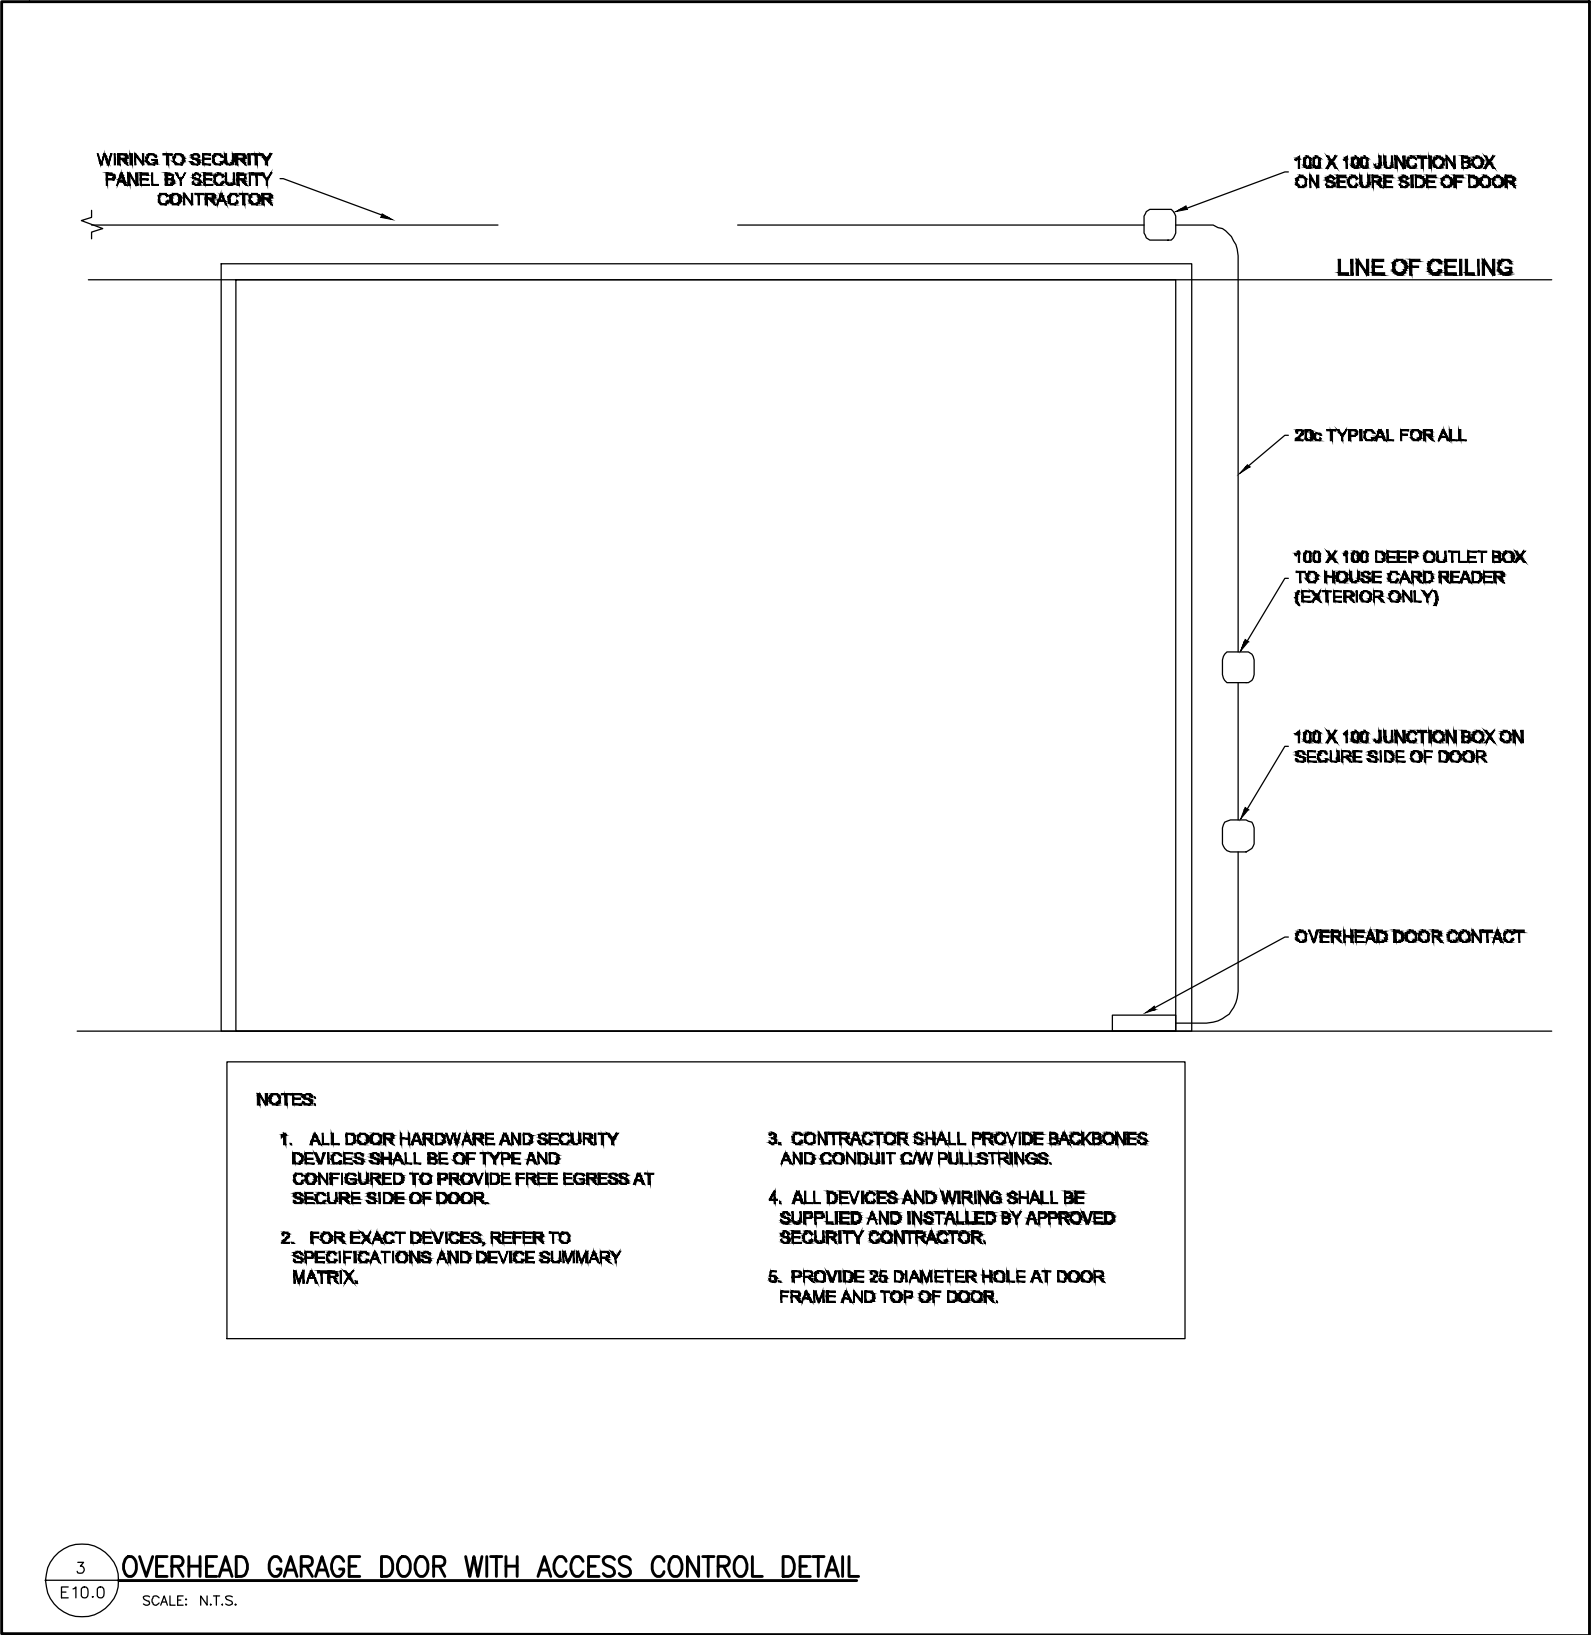 WIRING TO SECURITY
PANEL BY SECURITY
CONTRACTOR
100 X 100 JUNCTION BOX
ON SECURE SIDE OF DOOR
LINE OF CEILING
20c TYPICAL FOR ALL
100 X 100 DEEP OUTLET BOX
TO HOUSE CARD READER
(EXTERIOR ONLY)
100 X 100 JUNCTION BOX ON
SECURE SIDE OF DOOR
OVERHEAD DOOR CONTACT
NOTES:
1. ALL DOOR HARDWARE AND SECURITY
DEVICES SHALL BE OF TYPE AND
CONFIGURED TO PROVIDE FREE EGRESS AT
SECURE SIDE OF DOOR.
2. FOR EXACT DEVICES, REFER TO
SPECIFICATIONS AND DEVICE SUMMARY
MATRIX.
3. CONTRACTOR SHALL PROVIDE BACKBONES
AND CONDUIT C/W PULLSTRINGS.
4. ALL DEVICES AND WIRING SHALL BE
SUPPLIED AND INSTALLED BY APPROVED
SECURITY CONTRACTOR.
5. PROVIDE 25 DIAMETER HOLE AT DOOR
FRAME AND TOP OF DOOR.
3
E10.0
OVERHEAD GARAGE DOOR WITH ACCESS CONTROL DETAIL
SCALE: N.T.S.